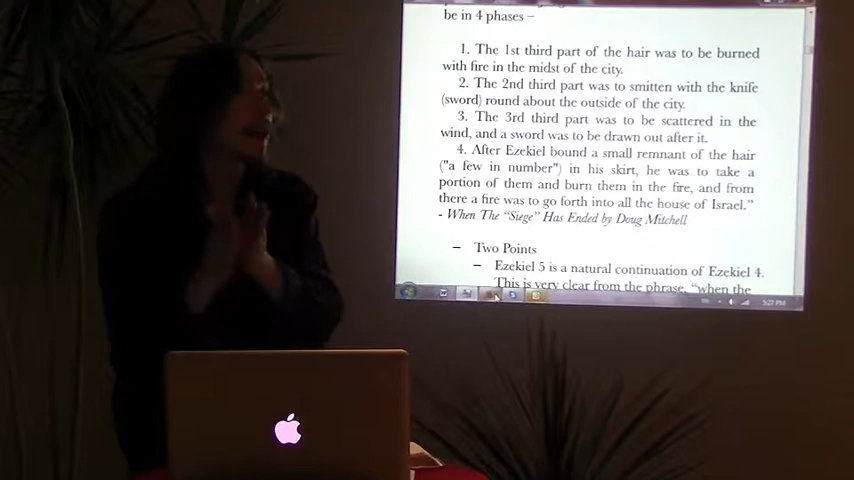 be in 4 phases –
1. The 1st third part of the hair was to be burned
with fire in the midst of the city.
2. The 2nd third part was to smitten with the knife
(sword) round about the outside of the city.
3. The 3rd third part was to be scattered in the
wind, and a sword was to be drawn out after it.
4. After Ezekiel bound a small remnant of the hair
("a few in number") in his skirt, he was to take a
portion of them and burn them in the fire, and from
there a fire was to go forth into all the house of Israel."
- When The "Siege" Has Ended by Doug Mitchell
– Two Points
– Ezekiel 5 is a natural continuation of Ezekiel 4.
This is very clear from the phrase, "when the
5:27 PM